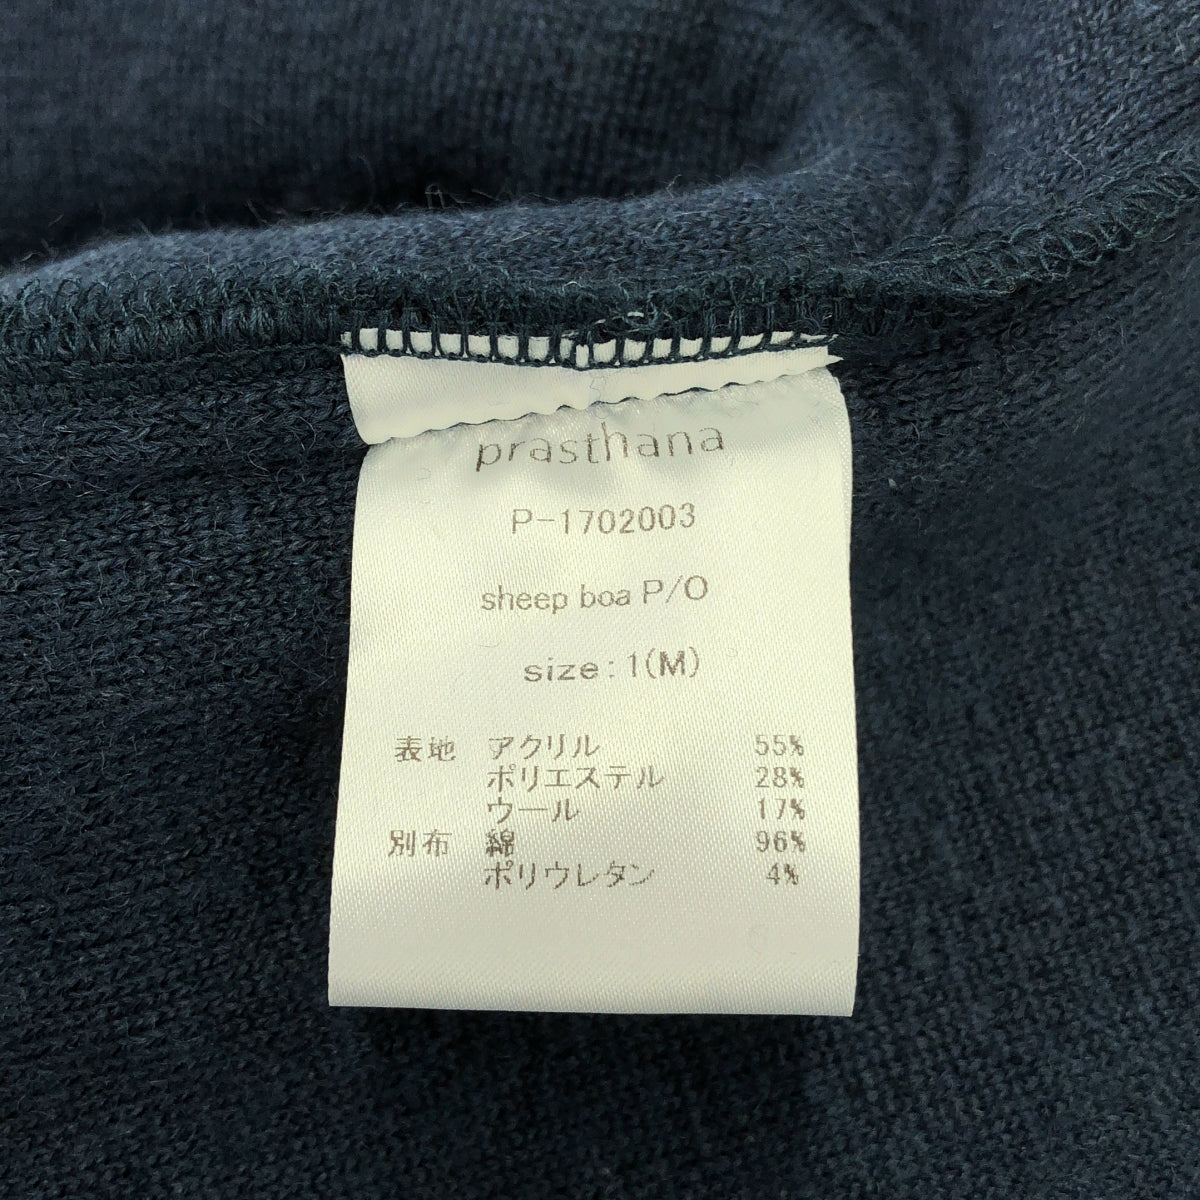 prasthana
P-1702003
sheep boa P/O
size:1(M)
表地 アクリル 55%
ポリエステル 28%
ウール 17%
別布 綿 96%
ポリウレタン 4%